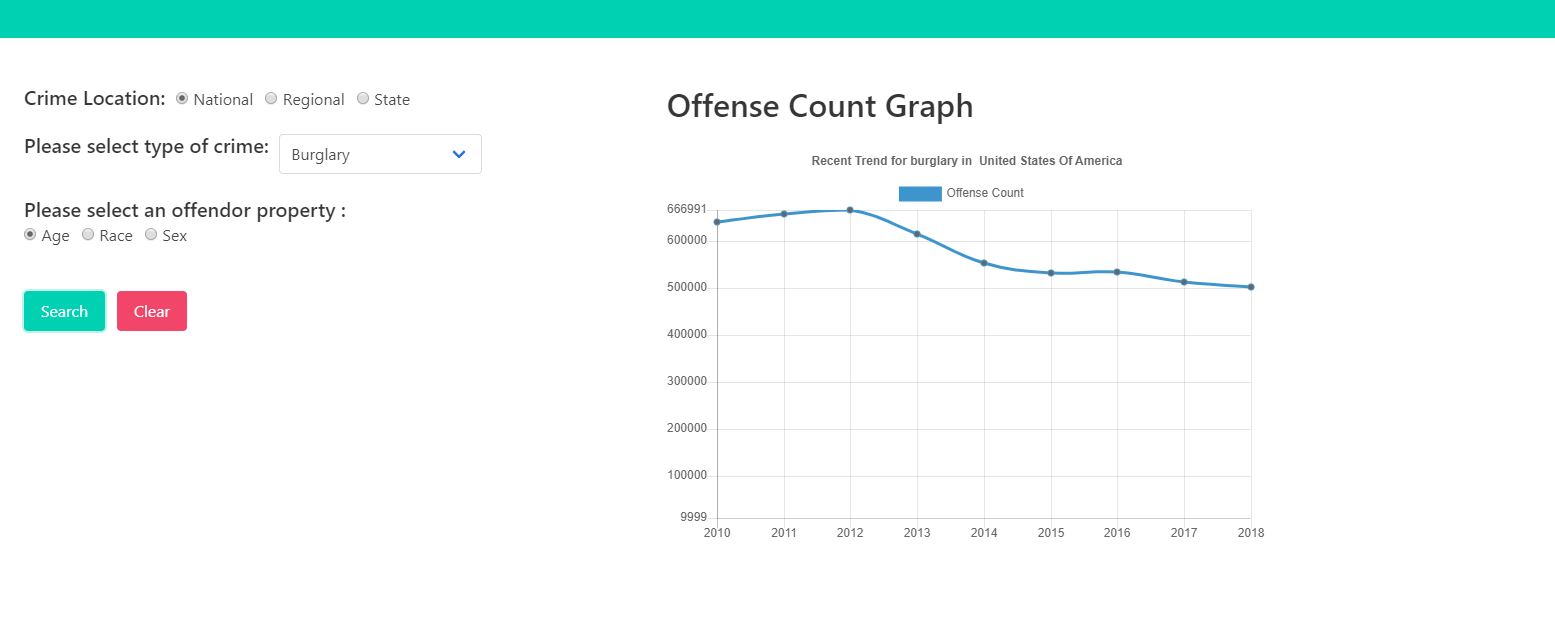 Crime Location: National Regional State
Please select type of crime: Burglary
Please select an offendor property :
Age Race Sex
Search Clear
Offense Count Graph
Recent Trend for burglary in  United States Of America
Offense Count
666991
600000
500000
400000
300000
200000
100000
9999
2010 2011 2012 2013 2014 2015 2016 2017 2018